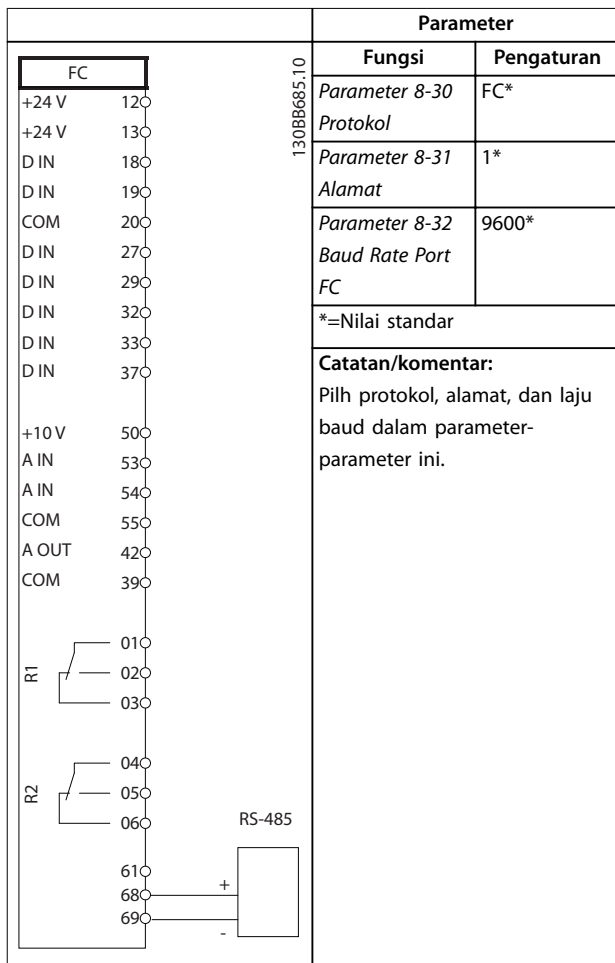 Parameter
Fungsi Pengaturan
Parameter 8-30 FC*
Protokol
Parameter 8-31 1*
Alamat
Parameter 8-32 9600*
Baud Rate Port
FC
*=Nilai standar
Catatan/komentar:
Pilh protokol, alamat, dan laju
baud dalam parameter-
parameter ini.
FC
130BB685.10
+24 V 12
+24 V 13
D IN 18
D IN 19
COM 20
D IN 27
D IN 29
D IN 32
D IN 33
D IN 37
+10 V 50
A IN 53
A IN 54
COM 55
A OUT 42
COM 39
R1
01
02
03
R2
04
05
06
RS-485
61
68 +
69 -